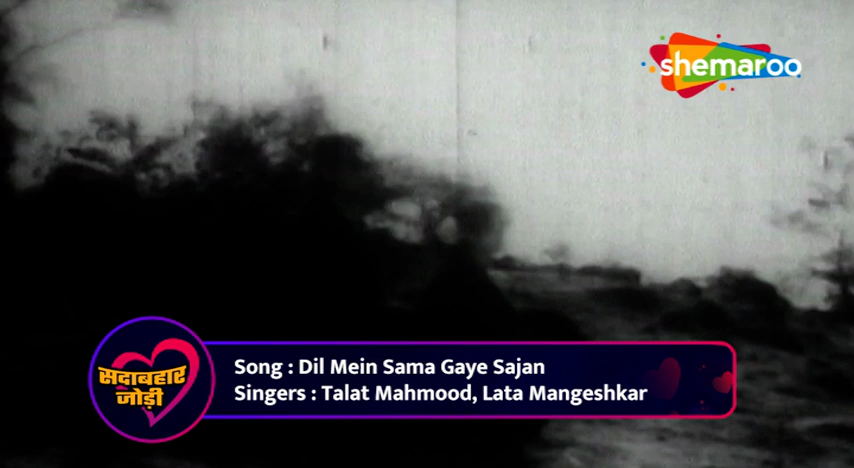 shemaroo
सदाबहार
जोड़ी
Song : Dil Mein Sama Gaye Sajan
Singers : Talat Mahmood, Lata Mangeshkar